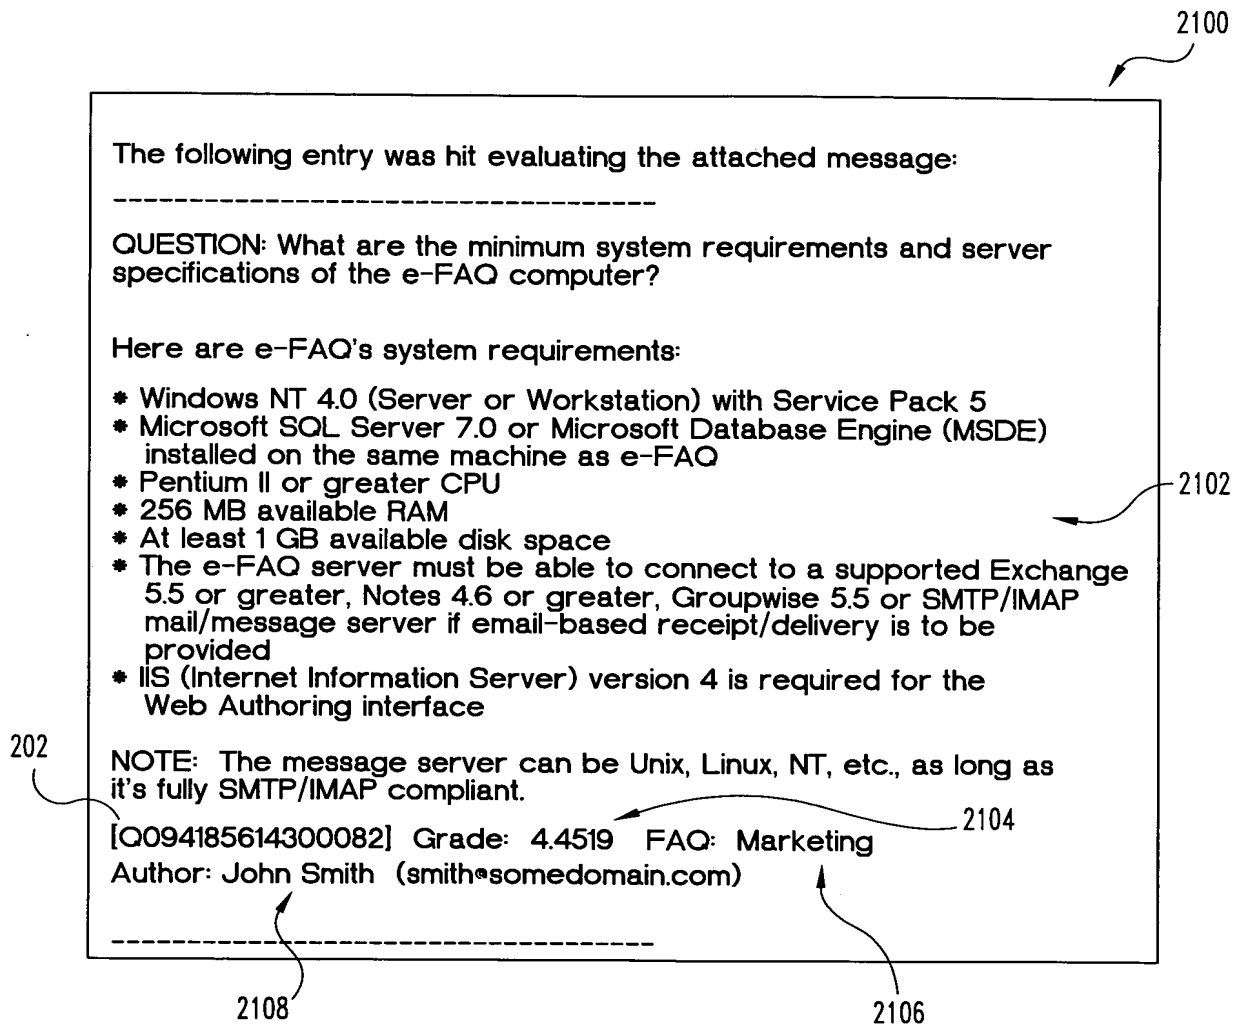 2100
The following entry was hit evaluating the attached message:
------------------------------------
QUESTION: What are the minimum system requirements and server
specifications of the e-FAQ computer?
Here are e-FAQ's system requirements:
* Windows NT 4.0 (Server or Workstation) with Service Pack 5
* Microsoft SQL Server 7.0 or Microsoft Database Engine (MSDE)
installed on the same machine as e-FAQ
* Pentium II or greater CPU
2102
* 256 MB available RAM
* At least 1 GB available disk space
* The e-FAQ server must be able to connect to a supported Exchange
5.5 or greater, Notes 4.6 or greater, Groupwise 5.5 or SMTP/IMAP
mail/message server if email-based receipt/delivery is to be
provided
* IIS (Internet Information Server) version 4 is required for the
Web Authoring interface
202
NOTE: The message server can be Unix, Linux, NT, etc., as long as
it's fully SMTP/IMAP compliant.
2104
[Q094185614300082] Grade: 4.4519 FAQ: Marketing
Author: John Smith (smith@somedomain.com)
------------------------------------
2108
2106